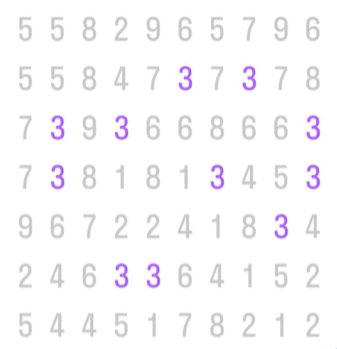 5 5 8 2 9 6 5 7 9 6
5 5 8 4 7 3 7 3 7 8
7 3 9 3 6 6 8 6 6 3
7 3 8 1 8 1 3 4 5 3
9 6 7 2 2 4 1 8 3 4
2 4 6 3 3 6 4 1 5 2
5 4 4 5 1 7 8 2 1 2